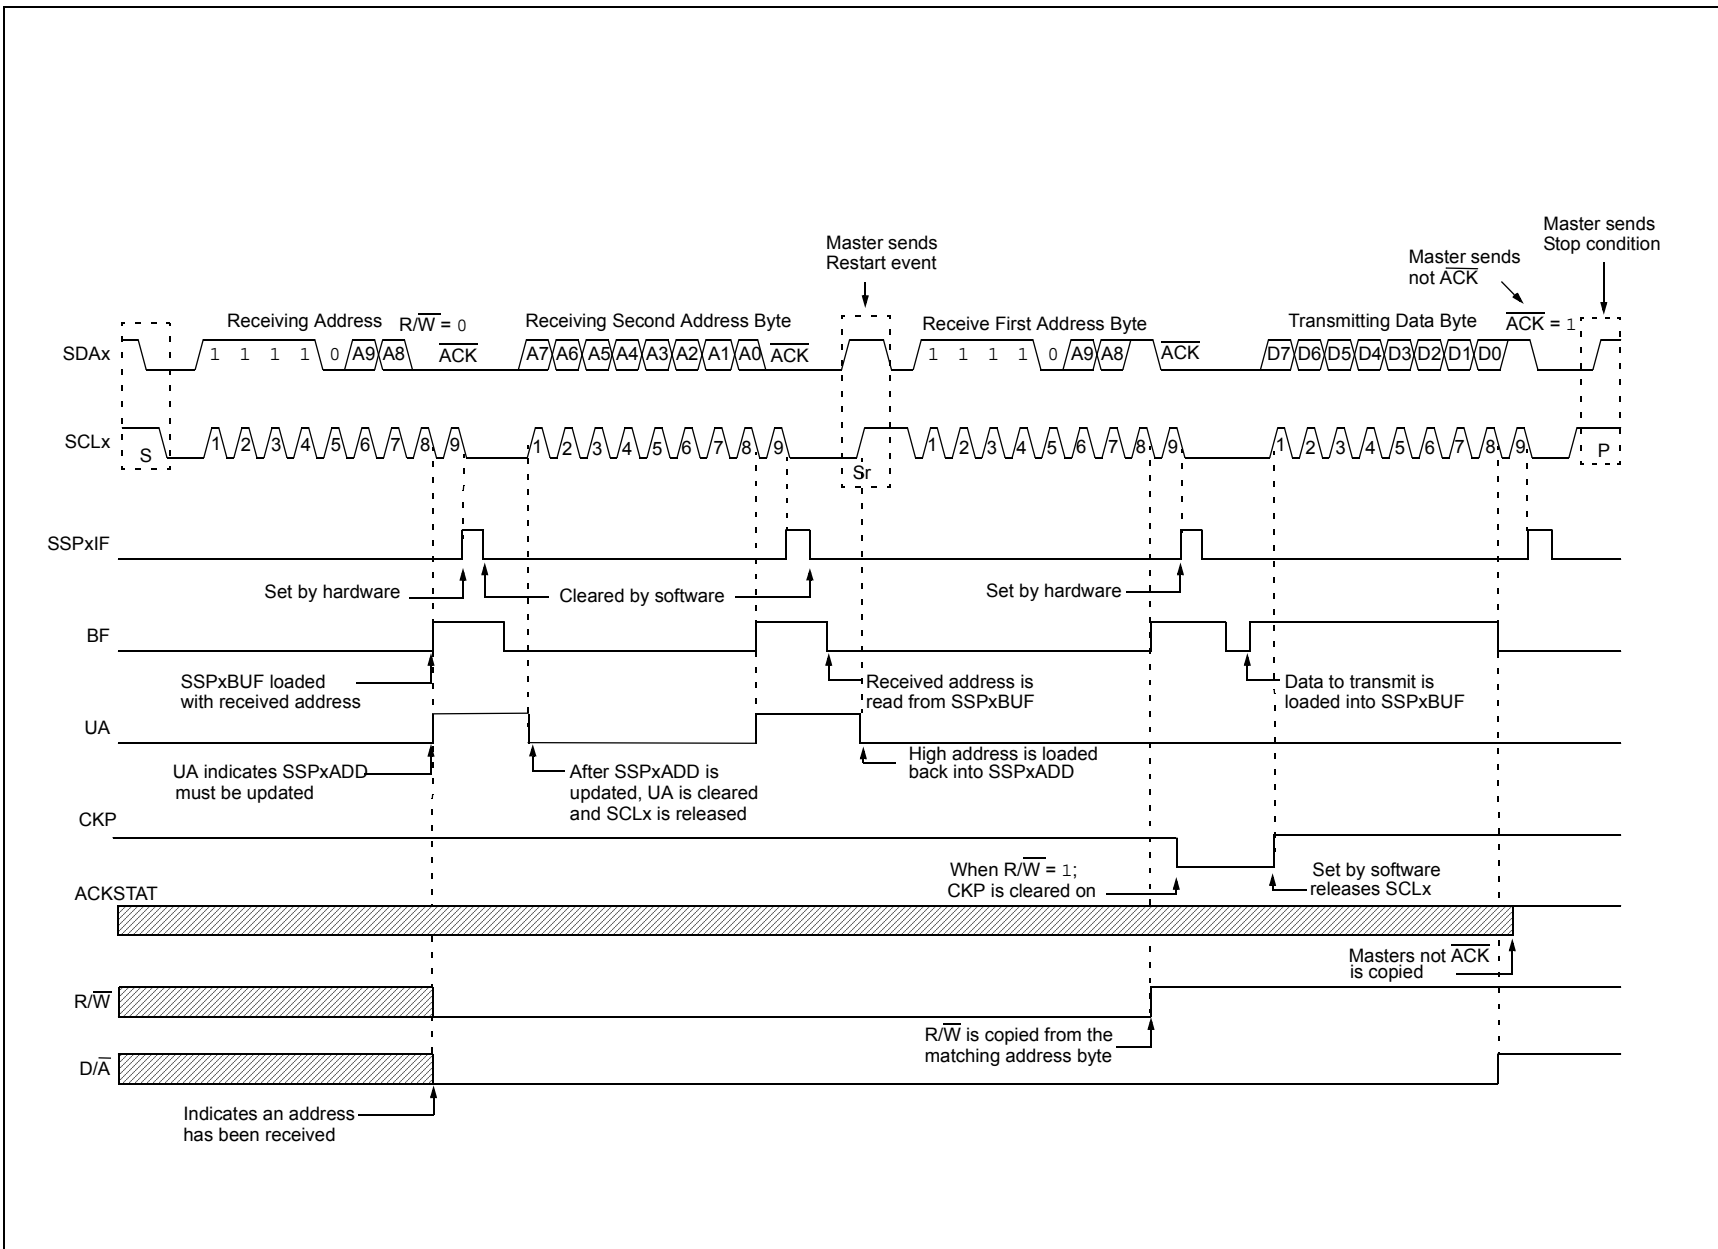 Master sends
Stop condition
Master sends
Restart event
Master sends
not ACK
Receiving Address R/W = 0
Receiving Second Address Byte
Receive First Address Byte
Transmitting Data Byte
ACK = 1
SDAx
1 1 1 1 0 A9 A8 ACK
A7 A6 A5 A4 A3 A2 A1 A0 ACK
1 1 1 1 0 A9 A8 ACK
D7 D6 D5 D4 D3 D2 D1 D0
SCLx
S
1 2 3 4 5 6 7 8 9
1 2 3 4 5 6 7 8 9
Sr
1 2 3 4 5 6 7 8 9
1 2 3 4 5 6 7 8 9
P
SSPxIF
Set by hardware
Cleared by software
Set by hardware
BF
SSPxBUF loaded
with received address
Received address is
read from SSPxBUF
Data to transmit is
loaded into SSPxBUF
UA
UA indicates SSPxADD
must be updated
After SSPxADD is
updated, UA is cleared
and SCLx is released
High address is loaded
back into SSPxADD
CKP
When R/W = 1;
CKP is cleared on
Set by software
releases SCLx
ACKSTAT
Masters not ACK
is copied
R/W
R/W is copied from the
matching address byte
D/A
Indicates an address
has been received